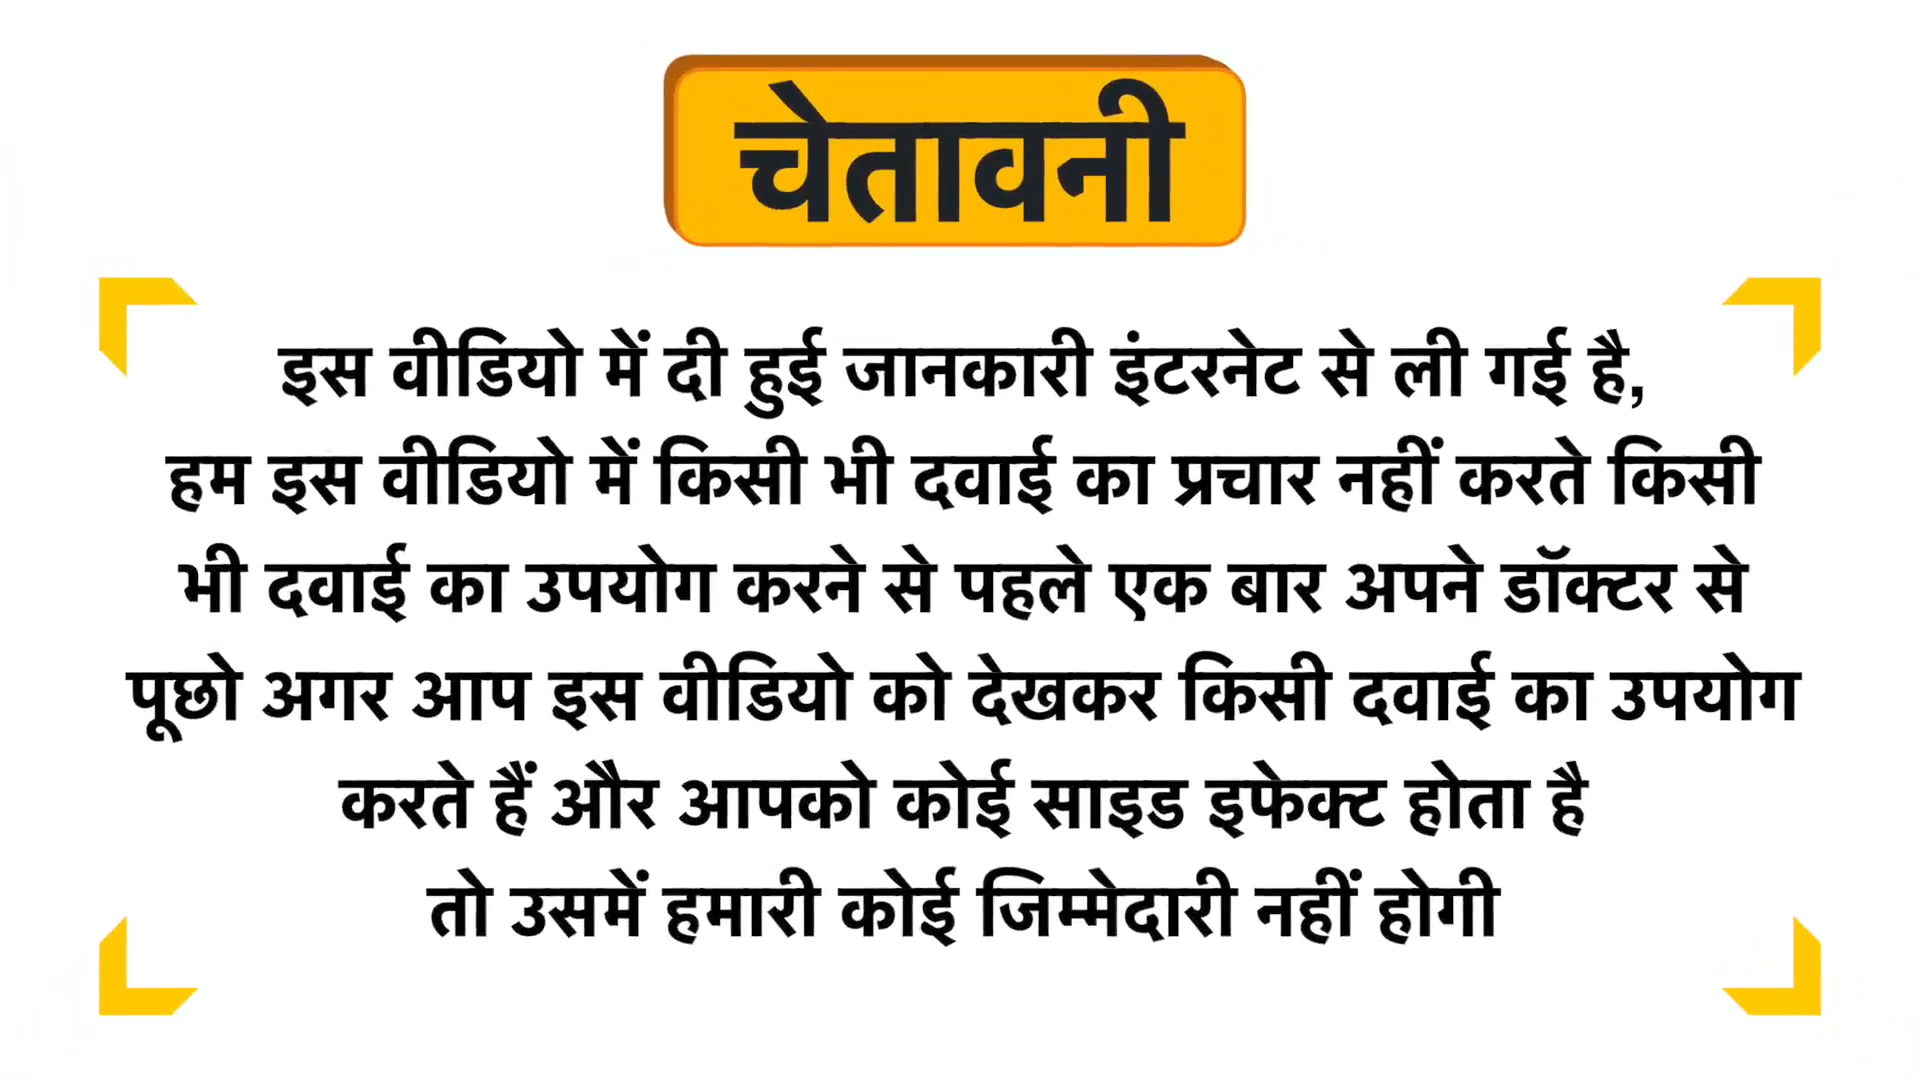 चेतावनी
इस वीडियो में दी हुई जानकारी इंटरनेट से ली गई है,
हम इस वीडियो में किसी भी दवाई का प्रचार नहीं करते किसी
भी दवाई का उपयोग करने से पहले एक बार अपने डॉक्टर से
पूछो अगर आप इस वीडियो को देखकर किसी दवाई का उपयोग
करते हैं और आपको कोई साइड इफेक्ट होता है
तो उसमें हमारी कोई जिम्मेदारी नहीं होगी